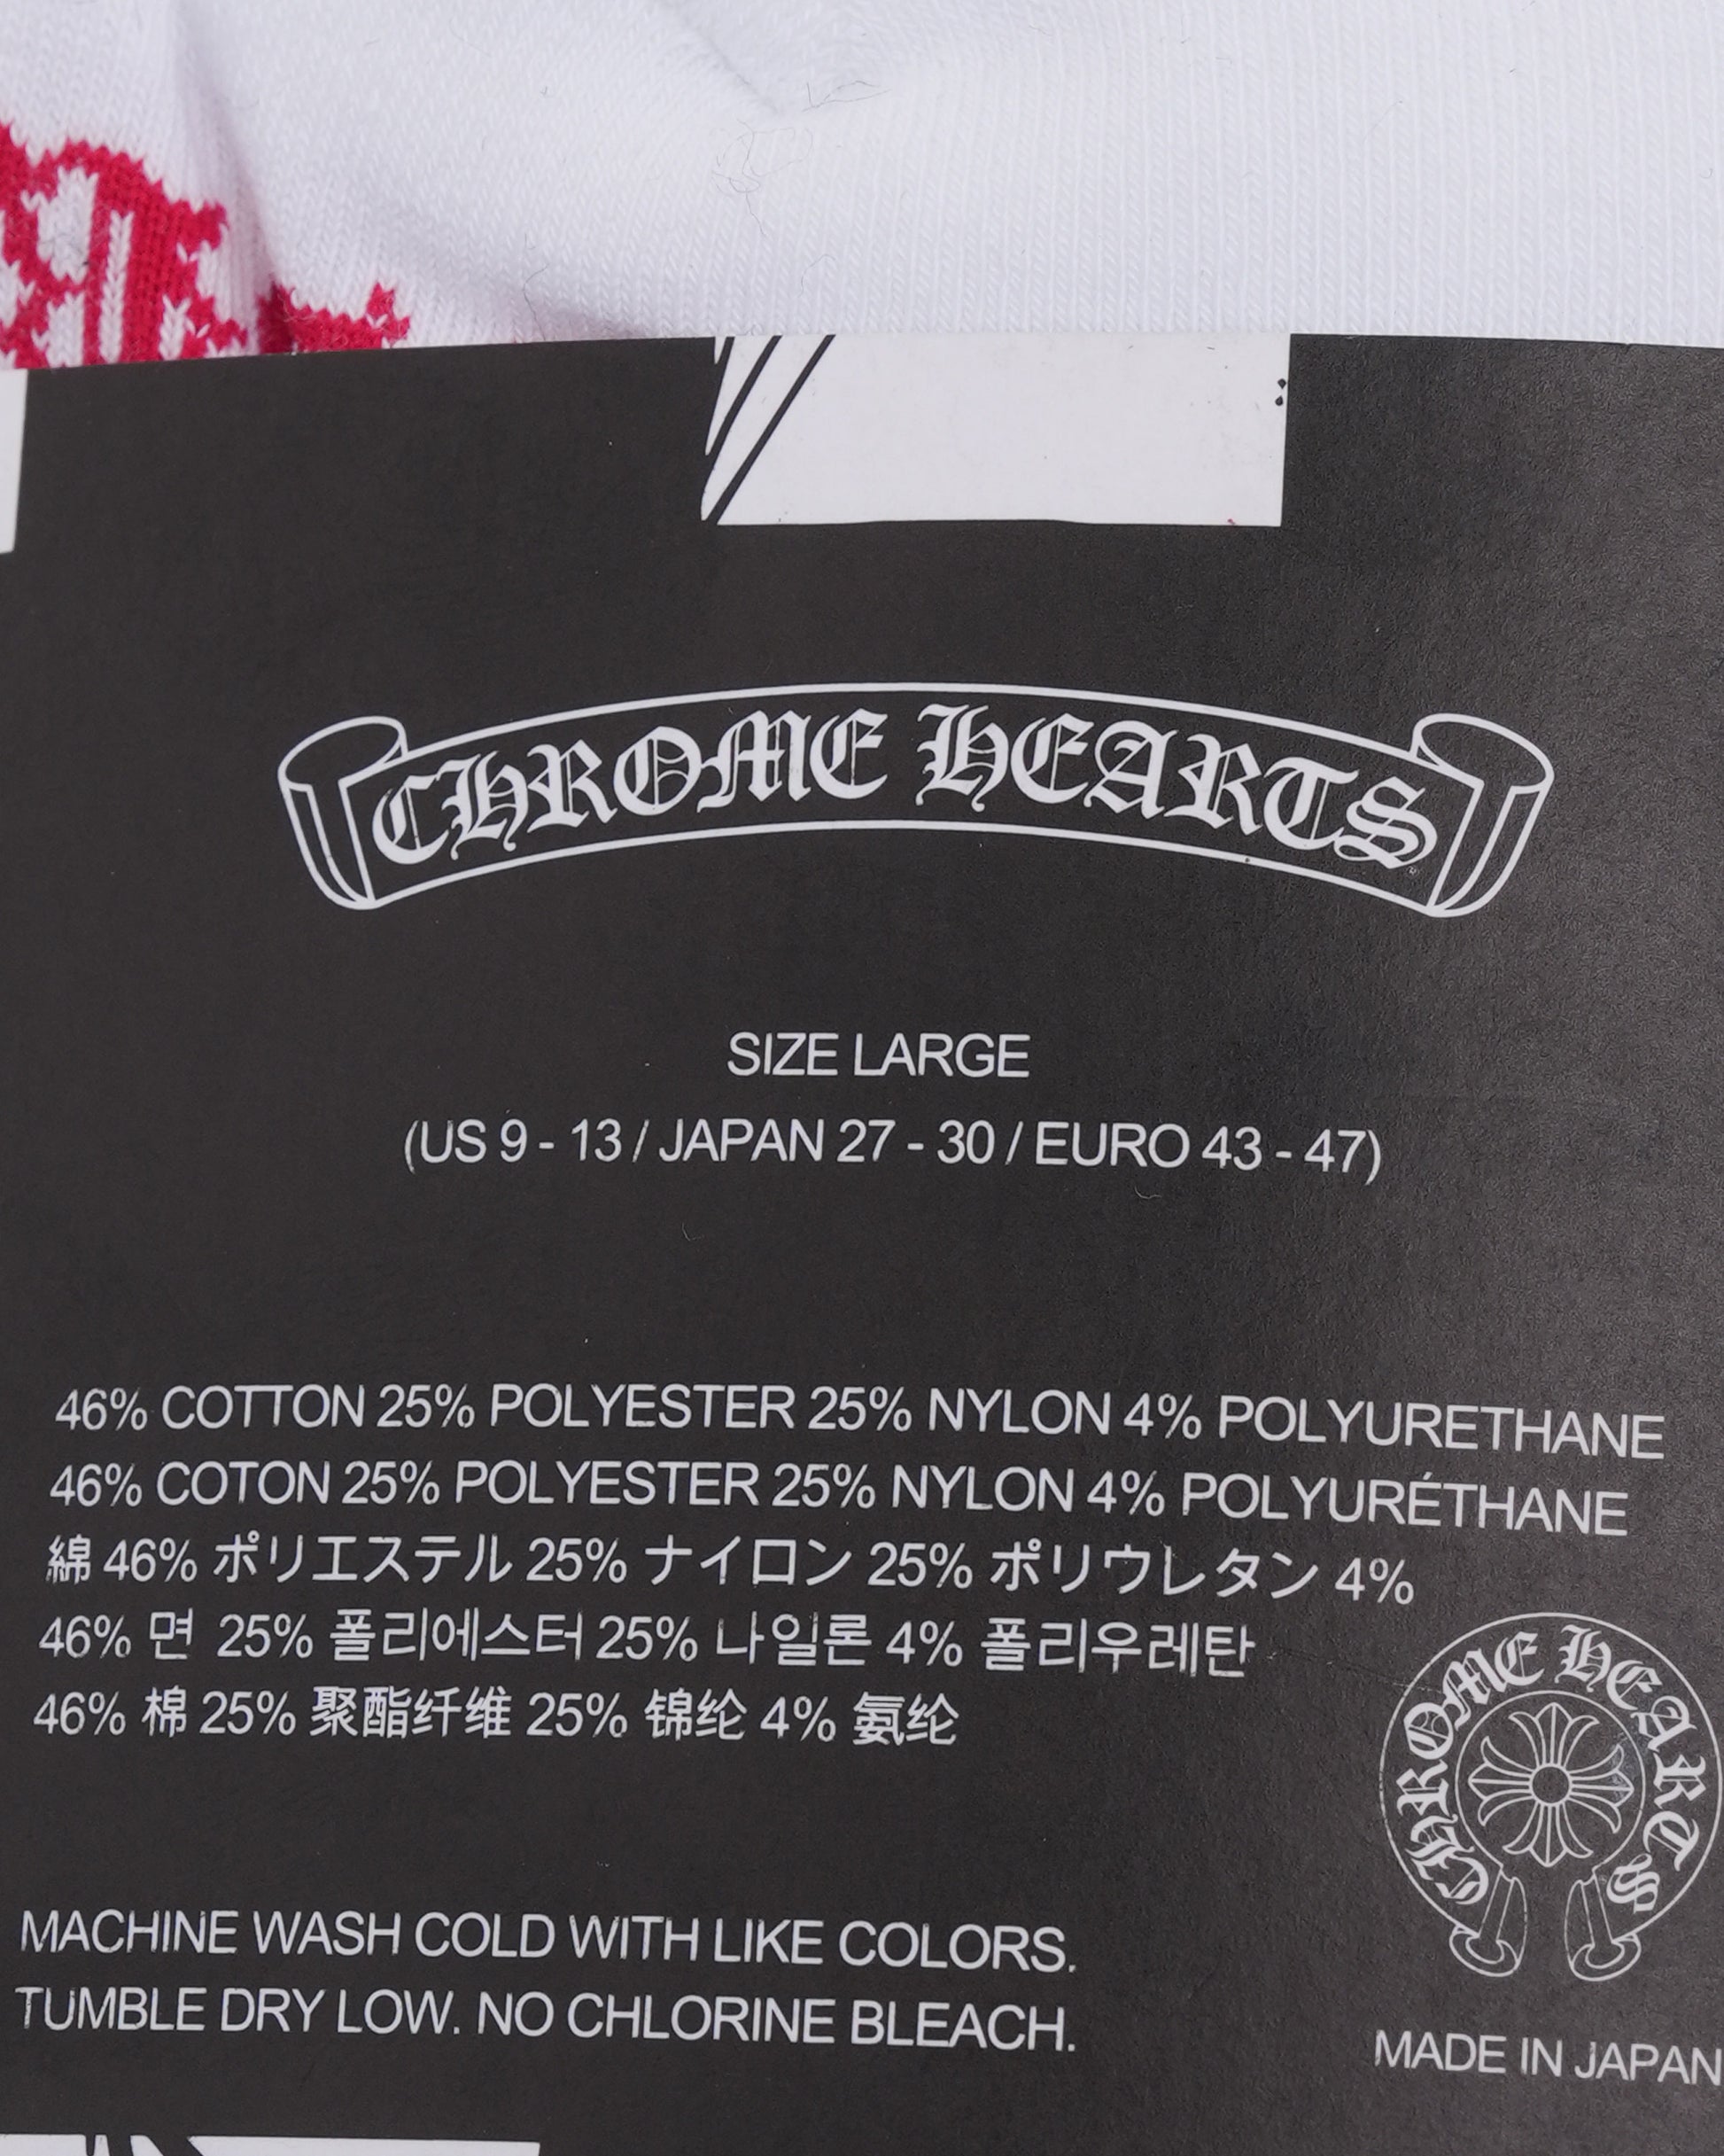 CHROME HEARTS
SIZE LARGE
(US 9 - 13 / JAPAN 27 - 30 / EURO 43 - 47)
46% COTTON 25% POLYESTER 25% NYLON 4% POLYURETHANE
46% COTON 25% POLYESTER 25% NYLON 4% POLYURÉTHANE
綿 46% ポリエステル 25% ナイロン 25% ポリウレタン 4%
46% 면 25% 폴리에스터 25% 나일론 4% 폴리우레탄
46% 棉 25% 聚酯纤维 25% 锦纶 4% 氨纶
CHROME HEARTS
MACHINE WASH COLD WITH LIKE COLORS.
TUMBLE DRY LOW. NO CHLORINE BLEACH.
MADE IN JAPAN